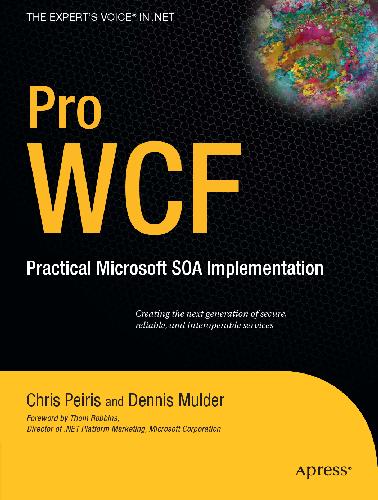 THE EXPERT'S VOICE® IN .NET
Pro
WCF
Practical Microsoft SOA Implementation
Creating the next generation of secure,
reliable, and interoperable services
Chris Peiris and Dennis Mulder
Foreword by Thom Robbins,
Director of .NET Platform Marketing, Microsoft Corporation
Apress®